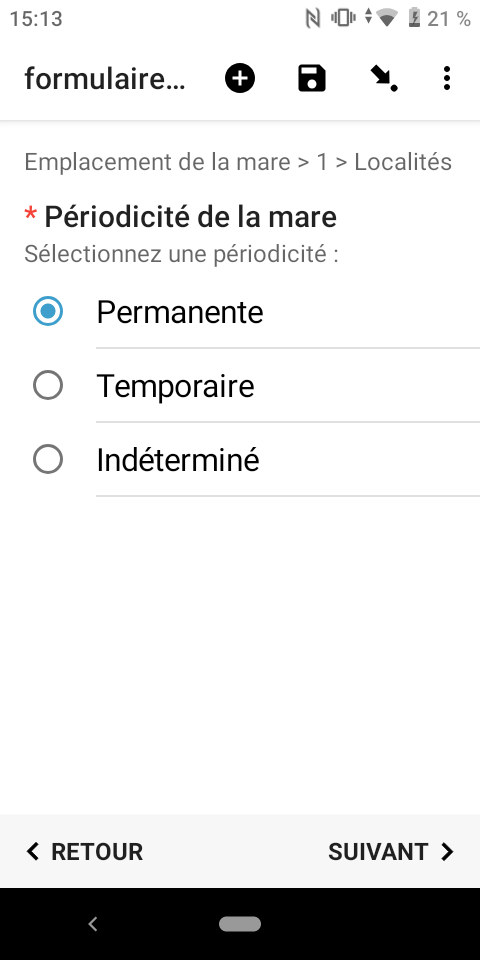 15:13
21 %
formulaire...
Emplacement de la mare > 1 > Localités
* Périodicité de la mare
Sélectionnez une périodicité :
Permanente
Temporaire
Indéterminé
RETOUR
SUIVANT